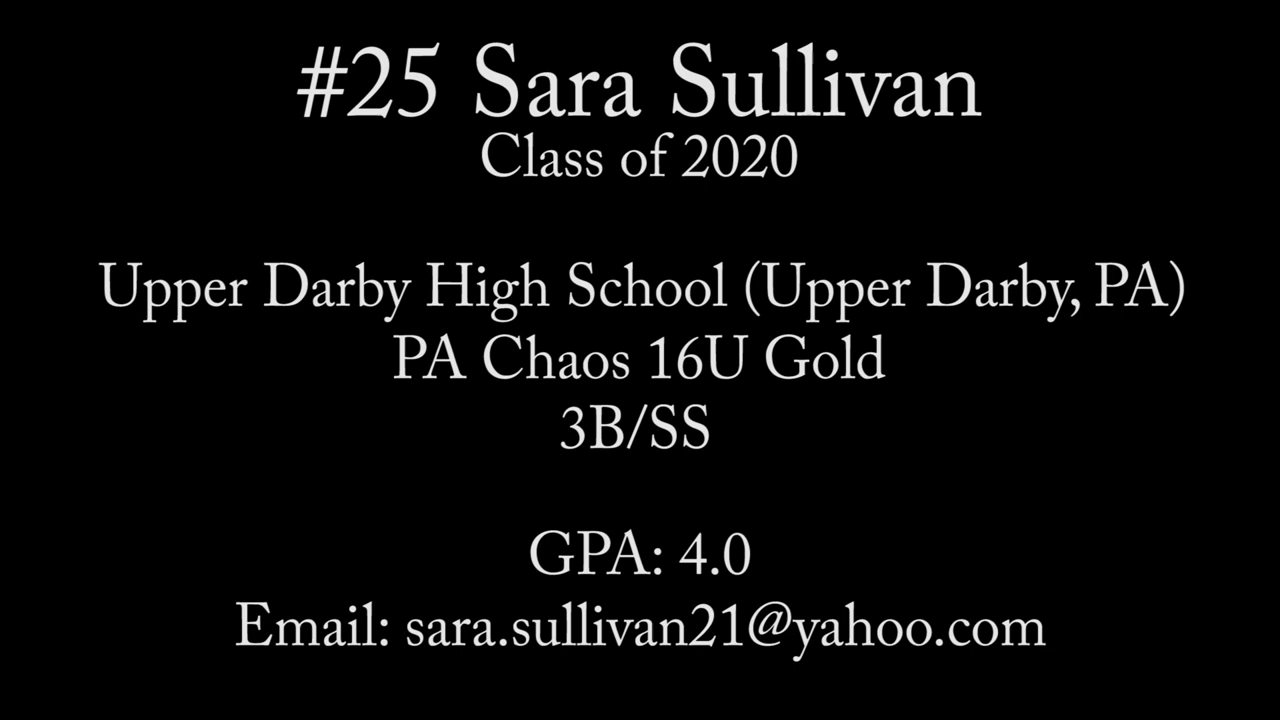 #25 Sara Sullivan
Class of 2020
Upper Darby High School (Upper Darby, PA)
PA Chaos 16U Gold
3B/SS
GPA: 4.0
Email: sara.sullivan21@yahoo.com